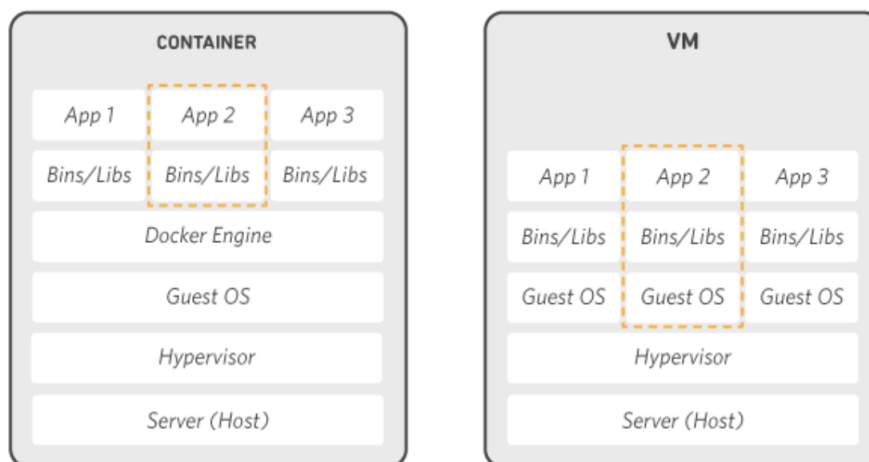 CONTAINER
App 1 App 2 App 3
Bins/Libs Bins/Libs Bins/Libs
Docker Engine
Guest OS
Hypervisor
Server (Host)
VM
App 1 App 2 App 3
Bins/Libs Bins/Libs Bins/Libs
Guest OS Guest OS Guest OS
Hypervisor
Server (Host)